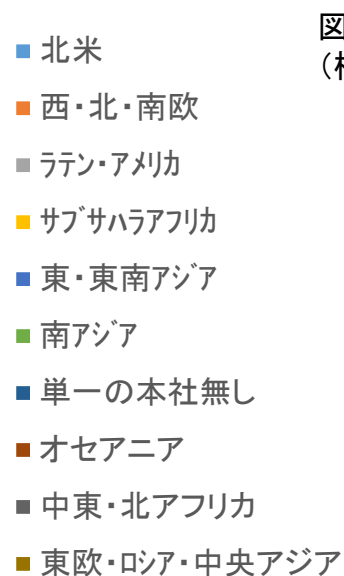 図
北米
西・北・南欧
ﾗﾃﾝ・ｱﾒﾘｶ
ｻﾌﾞｻﾊﾗｱﾌﾘｶ
東・東南ｱｼﾞｱ
南ｱｼﾞｱ
単一の本社無し
オセアニア
中東・北アフリカ
東欧・ﾛｼｱ・中央アジア